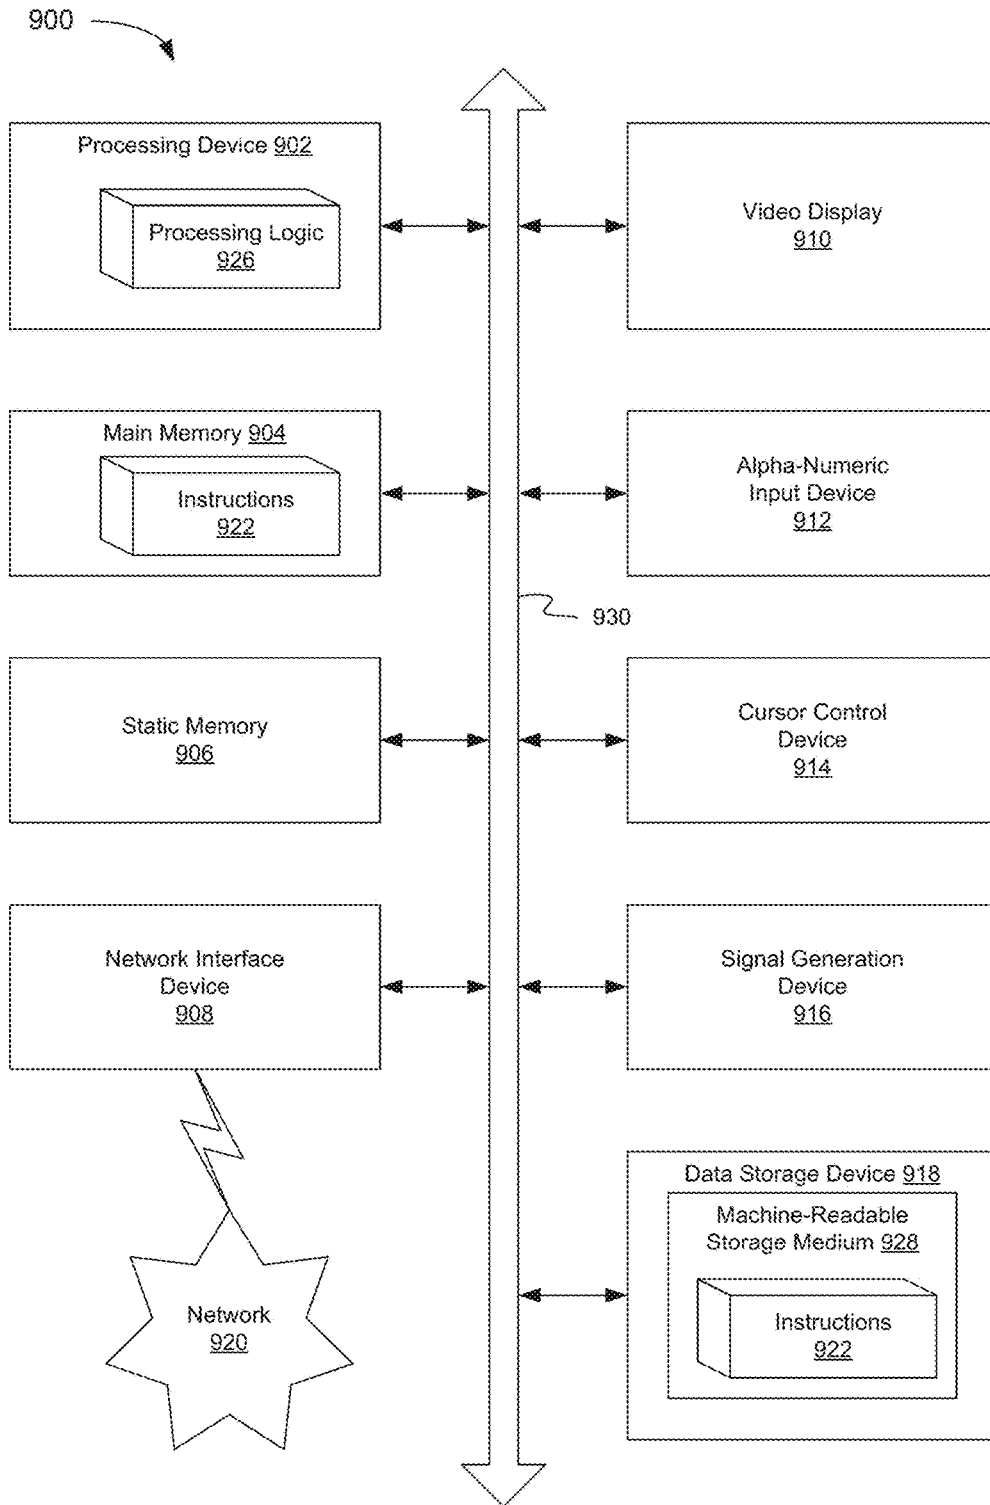 900
Processing Device 902
Processing Logic
926
Video Display
910
Main Memory 904
Instructions
922
Alpha-Numeric
Input Device
912
930
Static Memory
906
Cursor Control
Device
914
Network Interface
Device
908
Signal Generation
Device
916
Data Storage Device 918
Machine-Readable
Storage Medium 928
Instructions
922
Network
920